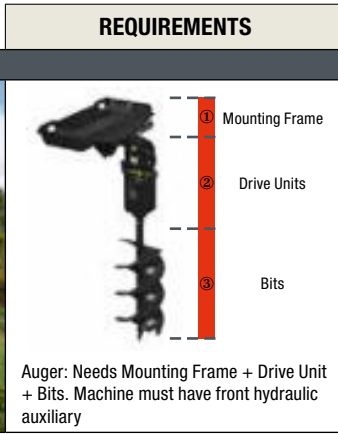 REQUIREMENTS
① Mounting Frame
② Drive Units
③ Bits
Auger: Needs Mounting Frame + Drive Unit
+ Bits. Machine must have front hydraulic
auxiliary